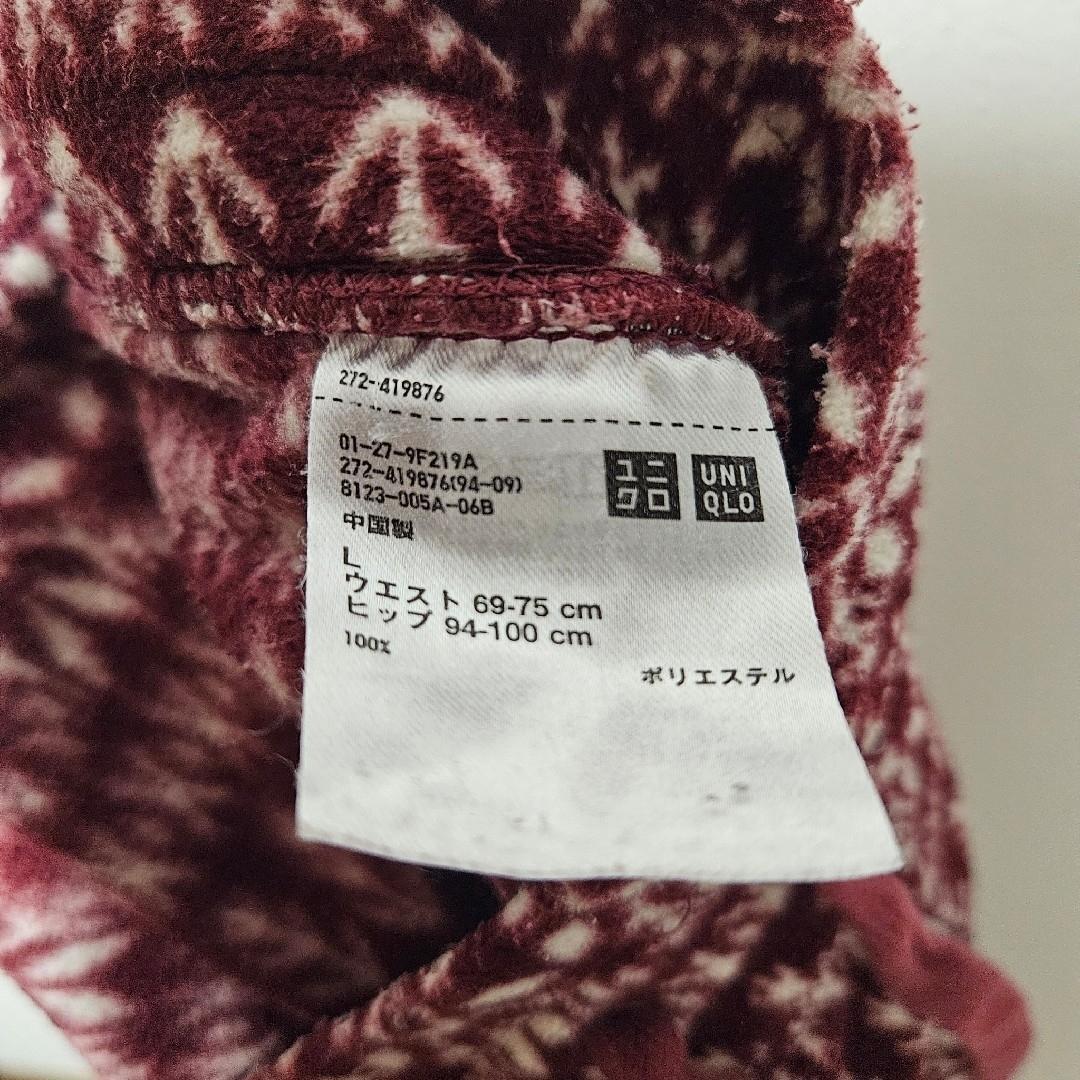 272-419876
01-27-9F219A
272-419876(94-09)
8123-005A-06B
ユニ
クロ
UNI
QLO
中国製
L
ウエスト 69-75 cm
ヒップ 94-100 cm
100%
ポリエステル